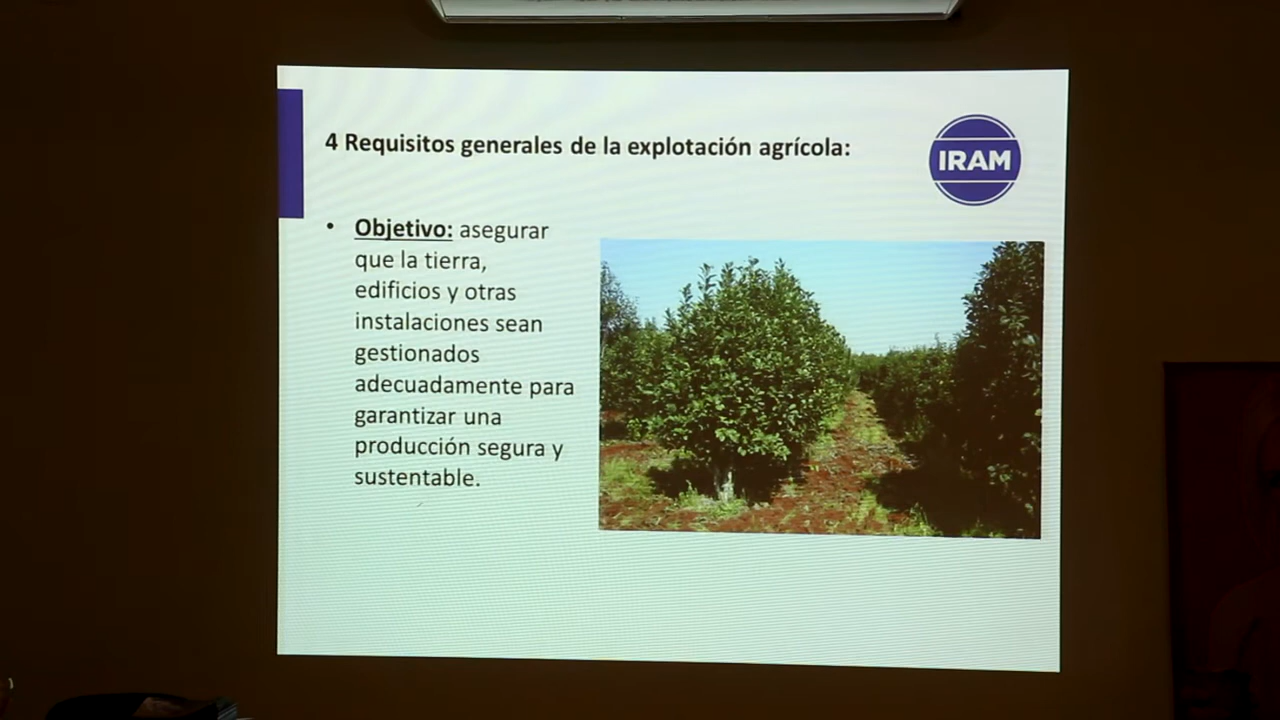 4 Requisitos generales de la explotación agrícola:
IRAM
• Objetivo: asegurar
que la tierra,
edificios y otras
instalaciones sean
gestionados
adecuadamente para
garantizar una
producción segura y
sustentable.